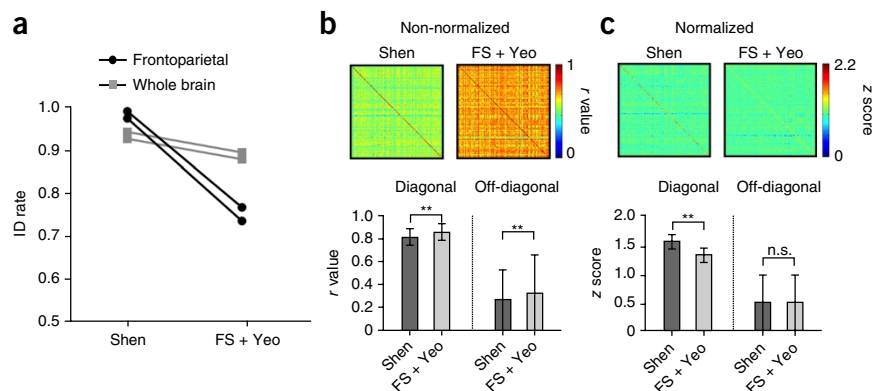 a
Frontoparietal
Whole brain
ID rate
1.0
0.9
0.8
0.7
0.6
0.5
Shen
FS + Yeo
b
Non-normalized
Shen
FS + Yeo
1
r value
0
Diagonal
Off-diagonal
**
**
r value
1.0
0.8
0.6
0.4
0.2
0
Shen
FS + Yeo
Shen
FS + Yeo
c
Normalized
Shen
FS + Yeo
2.2
z score
0
Diagonal
Off-diagonal
**
n.s.
z score
2.0
1.5
1.0
0.5
0
Shen
FS + Yeo
Shen
FS + Yeo